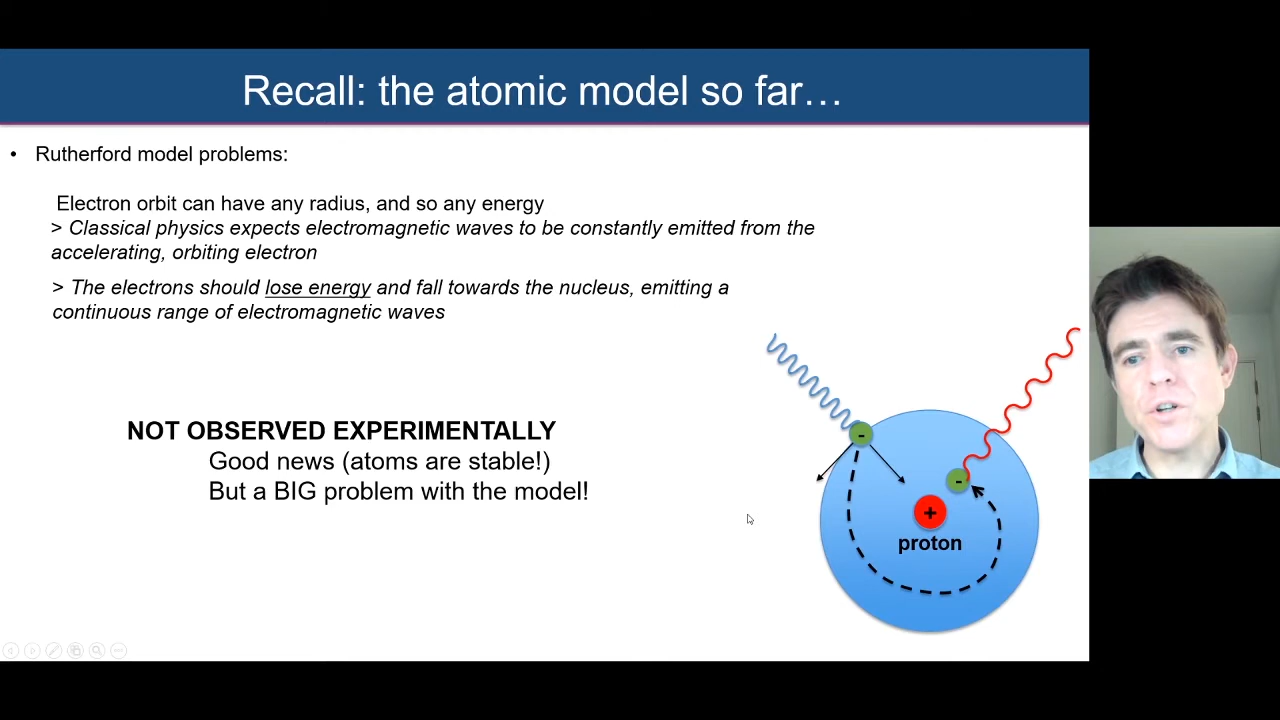 Recall: the atomic model so far…
• Rutherford model problems:
Electron orbit can have any radius, and so any energy
> Classical physics expects electromagnetic waves to be constantly emitted from the
accelerating, orbiting electron
> The electrons should lose energy and fall towards the nucleus, emitting a
continuous range of electromagnetic waves
NOT OBSERVED EXPERIMENTALLY
Good news (atoms are stable!)
But a BIG problem with the model!
-
-
+
proton